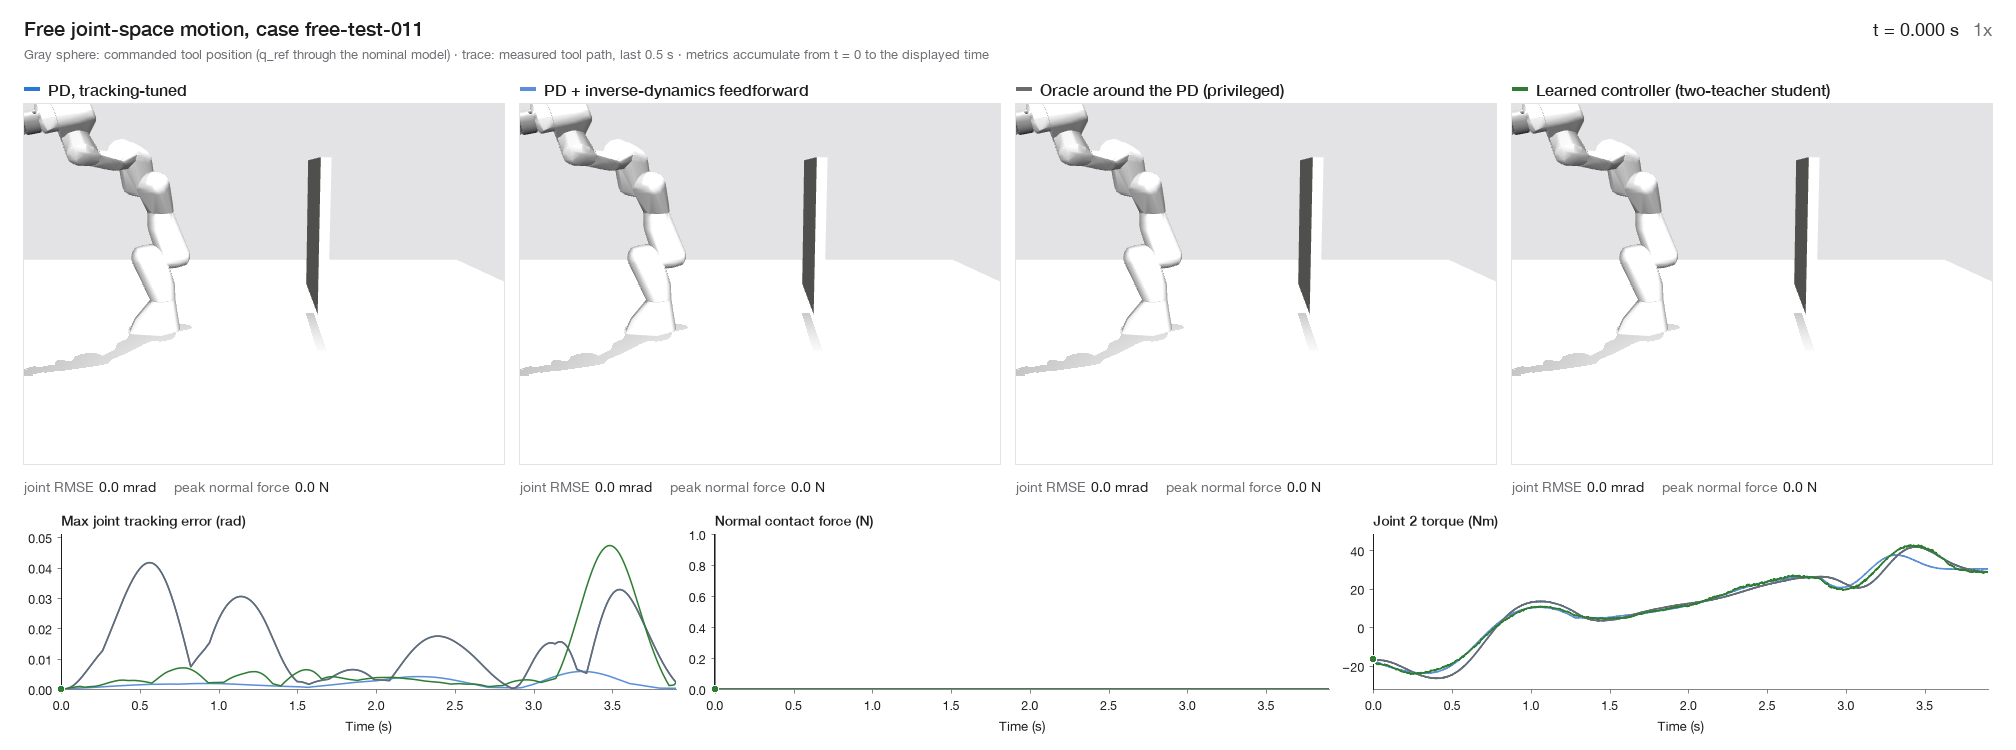 Free joint-space motion, case free-test-011
t = 0.000 s 1x
Gray sphere: commanded tool position (q_ref through the nominal model) · trace: measured tool path, last 0.5 s · metrics accumulate from t = 0 to the displayed time
PD, tracking-tuned
PD + inverse-dynamics feedforward
Oracle around the PD (privileged)
Learned controller (two-teacher student)
joint RMSE 0.0 mrad peak normal force 0.0 N
joint RMSE 0.0 mrad peak normal force 0.0 N
joint RMSE 0.0 mrad peak normal force 0.0 N
joint RMSE 0.0 mrad peak normal force 0.0 N
Max joint tracking error (rad)
0.05
0.04
0.03
0.02
0.01
0.00
0.0 0.5 1.0 1.5 2.0 2.5 3.0 3.5
Time (s)
Normal contact force (N)
1.0
0.8
0.6
0.4
0.2
0.0
0.0 0.5 1.0 1.5 2.0 2.5 3.0 3.5
Time (s)
Joint 2 torque (Nm)
40
20
0
−20
0.0 0.5 1.0 1.5 2.0 2.5 3.0 3.5
Time (s)